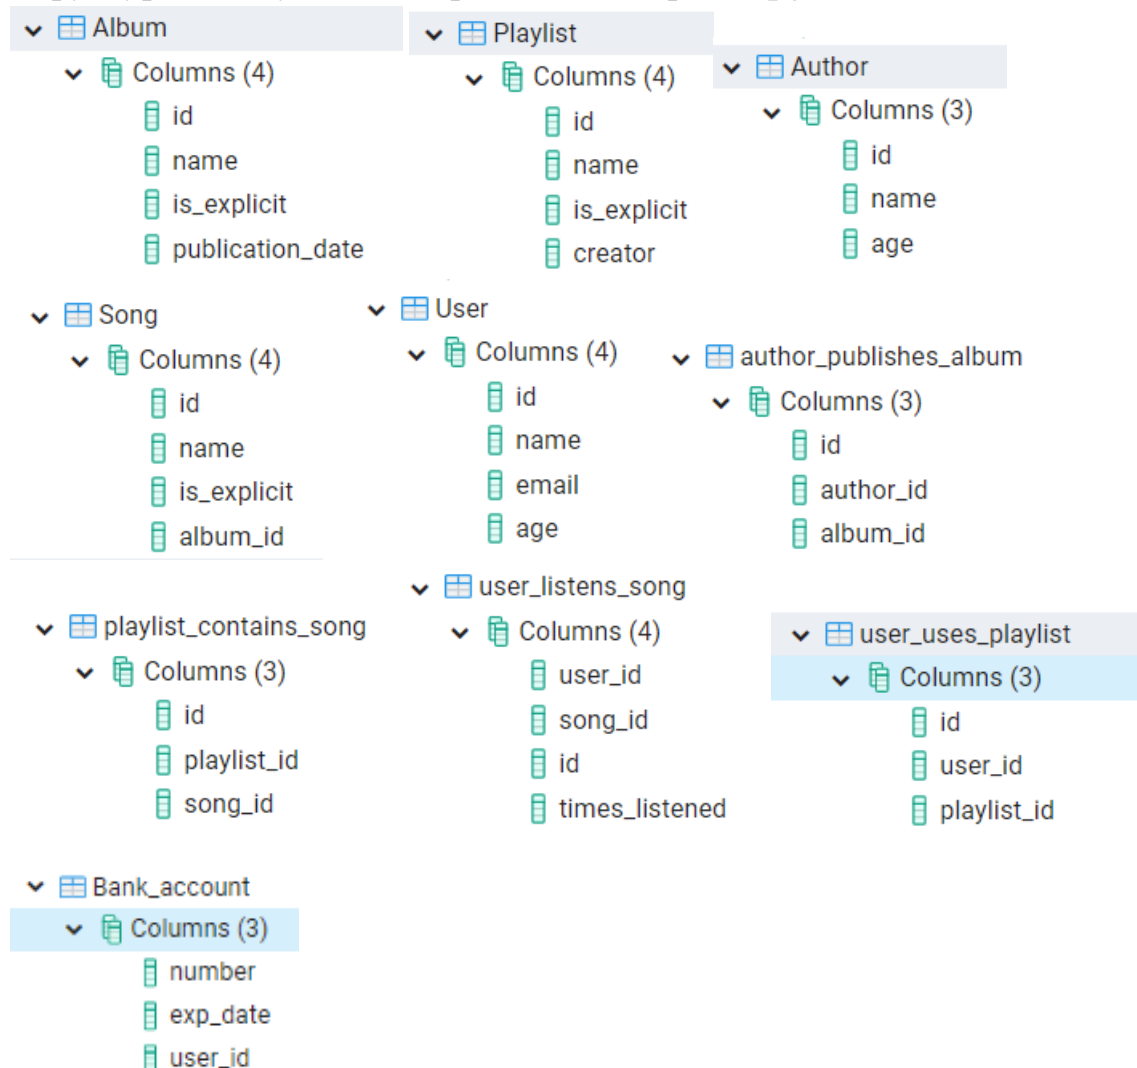 Album
Columns (4)
id
name
is_explicit
publication_date
Playlist
Columns (4)
id
name
is_explicit
creator
Author
Columns (3)
id
name
age
Song
Columns (4)
id
name
is_explicit
album_id
User
Columns (4)
id
name
email
age
author_publishes_album
Columns (3)
id
author_id
album_id
playlist_contains_song
Columns (3)
id
playlist_id
song_id
user_listens_song
Columns (4)
user_id
song_id
id
times_listened
user_uses_playlist
Columns (3)
id
user_id
playlist_id
Bank_account
Columns (3)
number
exp_date
user_id